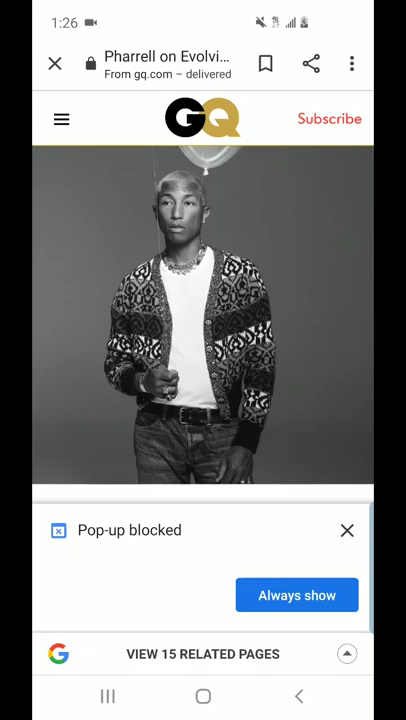 1:26
Pharrell on Evolvi...
From gq.com – delivered
GQ
Subscribe
Pop-up blocked
Always show
G
VIEW 15 RELATED PAGES